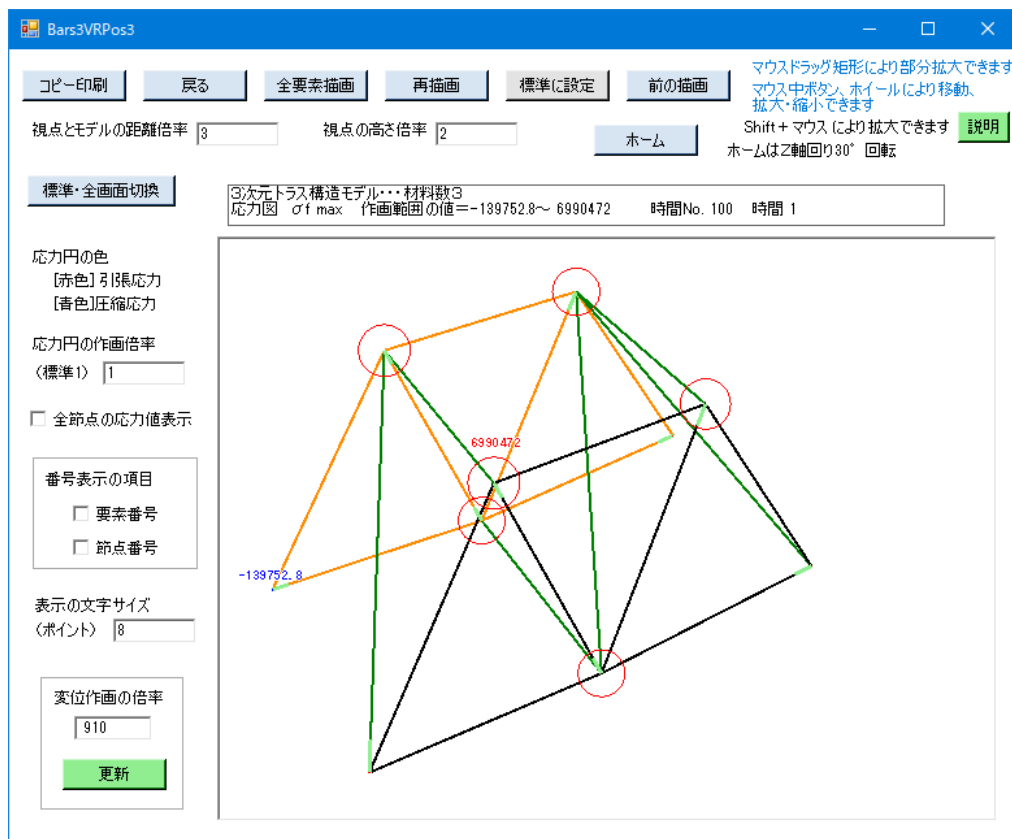 Bars3VRPos3
コピー印刷
戻る
全要素描画
再描画
標準に設定
前の描画
マウスドラッグ矩形により部分拡大できます
マウス中ボタン、ホイールにより移動、
拡大・縮小できます
視点とモデルの距離倍率 3
視点の高さ倍率 2
ホーム
Shift+マウスにより拡大できます
説明
ホームはZ軸回り30°回転
標準・全画面切換
3次元トラス構造モデル・・・材料数3
応力図 σf max 作画範囲の値=-139752.8~ 6990472 時間No. 100 時間 1
応力円の色
[赤色]引張応力
[青色]圧縮応力
応力円の作画倍率
(標準1) 1
全節点の応力値表示
番号表示の項目
要素番号
節点番号
表示の文字サイズ
(ポイント) 8
変位作画の倍率
910
更新
6990472
-139752.8